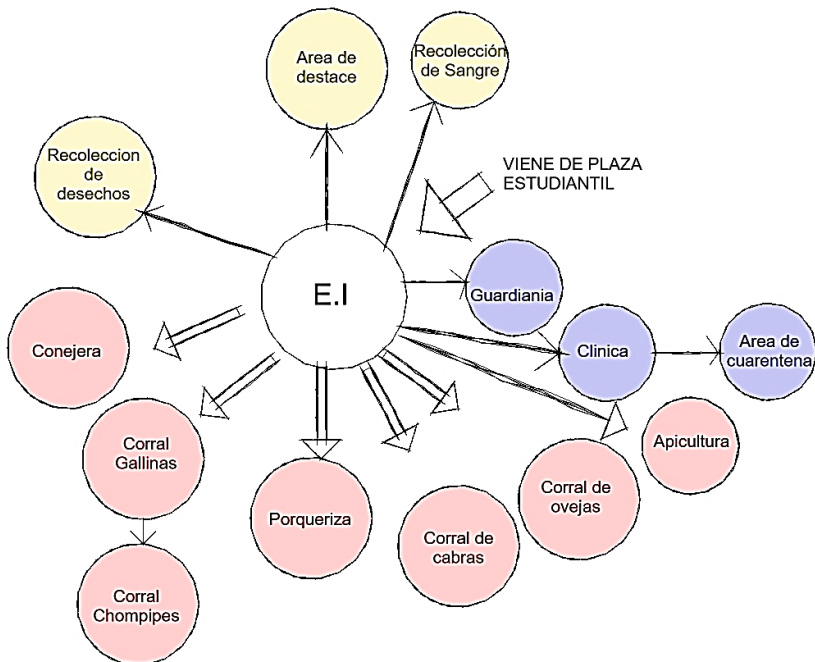 Area de
destace
Recolección
de Sangre
Recoleccion
de
desechos
VIENE DE PLAZA
ESTUDIANTIL
E.I
Guardiania
Conejera
Clinica
Area de
cuarentena
Corral
Gallinas
Apicultura
Porqueriza
Corral de
ovejas
Corral de
cabras
Corral
Chompipes